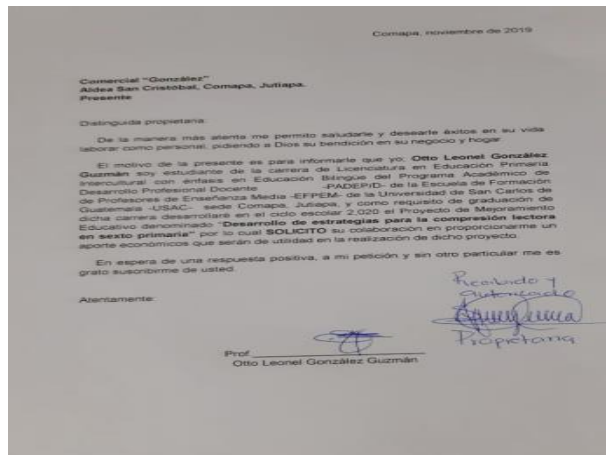 Comapa, noviembre de 2019
Comercial "González"
Aldea San Cristóbal, Comapa, Jutiapa.
Presente
Distinguida propietaria:
De la manera más atenta me permito saludarle y desearle éxitos en su vida
laborar como personal, pidiendo a Dios su bendición en su negocio y hogar
El motivo de la presente es para informarle que yo; Otto Leonel González
Guzmán soy estudiante de la carrera de Licenciatura en Educación Primaria
Intercultural con énfasis en Educación Bilingüe del Programa Académico de
Desarrollo Profesional Docente -PADEP/D- de la Escuela de Formación
de Profesores de Enseñanza Media -EFPEM- de la Universidad de San Carlos de
Guatemala -USAC- sede Comapa, Jutiapa, y como requisito de graduación de
dicha carrera desarrollaré en el ciclo escolar 2,020 el Proyecto de Mejoramiento
Educativo denominado "Desarrollo de estrategias para la compresión lectora
en sexto primaria" por lo cual SOLICITO su colaboración en proporcionarme un
aporte económicos que serán de utilidad en la realización de dicho proyecto.
En espera de una respuesta positiva, a mi petición y sin otro particular me es
grato suscribirme de usted.
Atentamente:
Recibido y
autorizado
Propietaria
Prof.
Otto Leonel González Guzmán